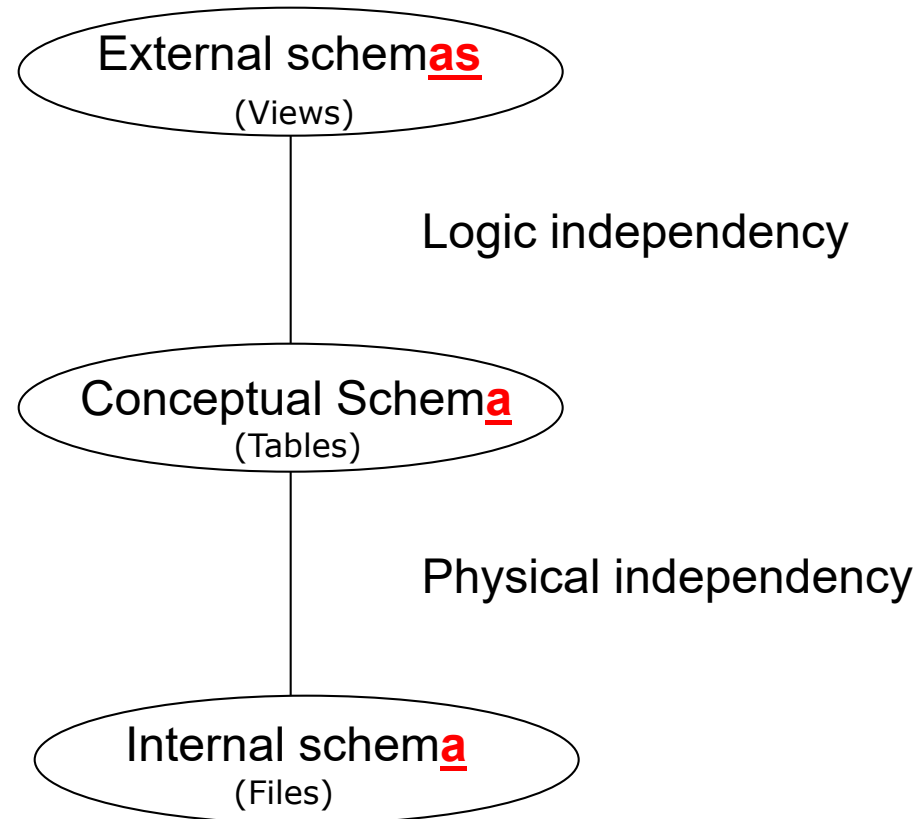 External schemas
(Views)
Logic independency
Conceptual Schema
(Tables)
Physical independency
Internal schema
(Files)